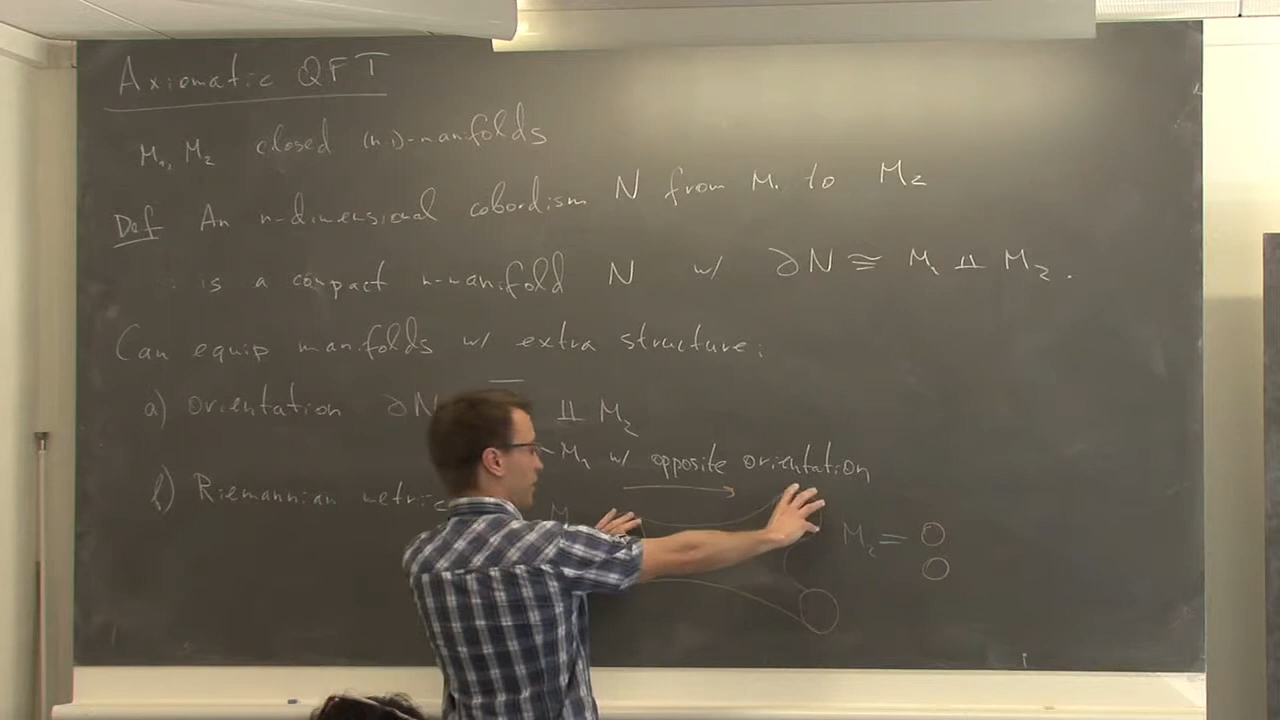 Axiomatic QFT
M₁, M₂ closed (n-1)-manifolds
Def An n-dimensional cobordism N from M₁ to M₂
is a compact n-manifold N w/ ∂N ≅ M₁ ⨿ M₂.
Can equip manifolds w/ extra structure:
a) orientation ∂N ⨿ M₂
M₁ w/ opposite orientation
b) Riemannian metric
M
M₂ =